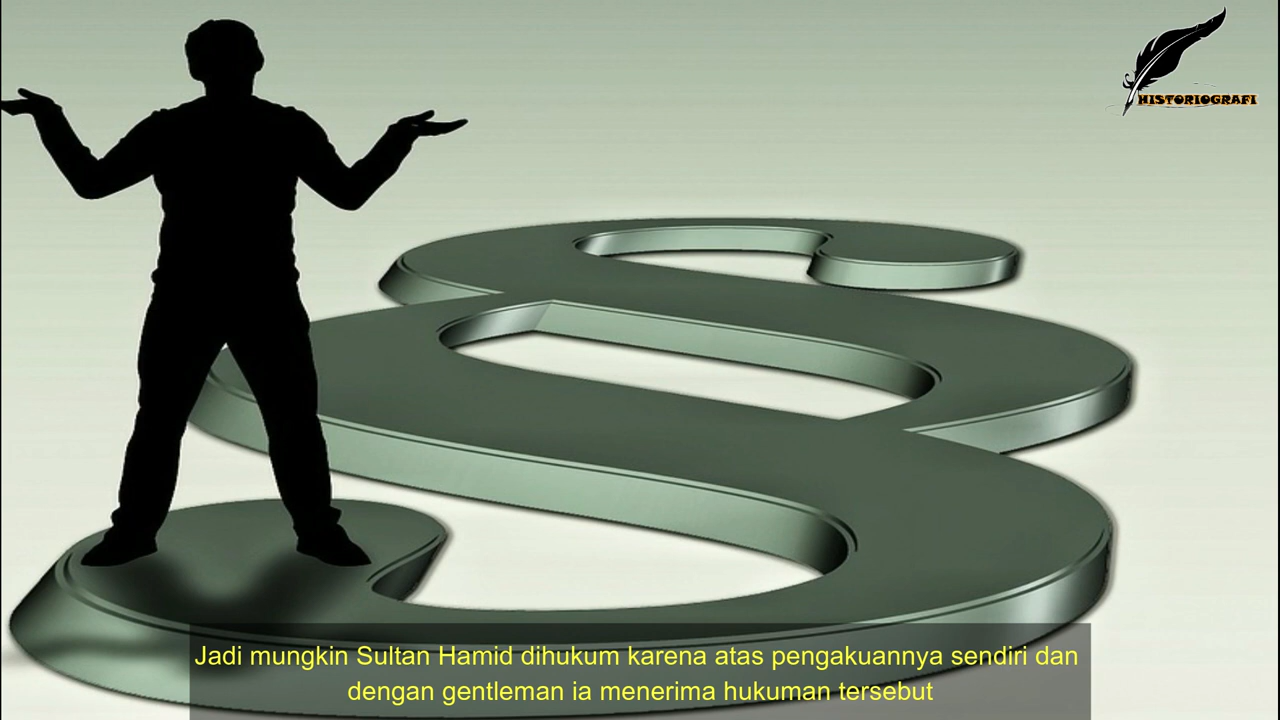 HISTORIOGRAFI
Jadi mungkin Sultan Hamid dihukum karena atas pengakuannya sendiri dan
dengan gentleman ia menerima hukuman tersebut